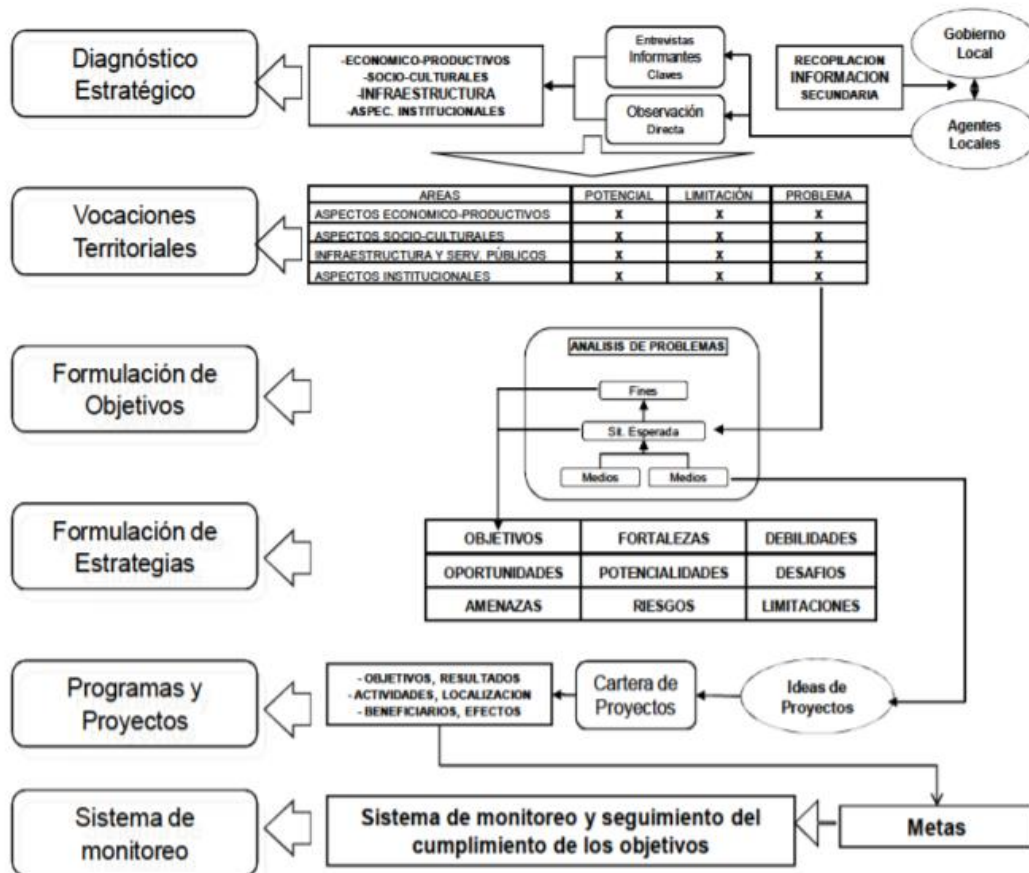 Diagnóstico
Estratégico
-ECONOMICO-PRODUCTIVOS
-SOCIO-CULTURALES
-INFRAESTRUCTURA
-ASPEC. INSTITUCIONALES
Entrevistas
Informantes
Claves
Observación
Directa
RECOPILACION
INFORMACION
SECUNDARIA
Gobierno
Local
Agentes
Locales
Vocaciones
Territoriales
AREAS POTENCIAL LIMITACIÓN PROBLEMA
ASPECTOS ECONOMICO-PRODUCTIVOS X X X
ASPECTOS SOCIO-CULTURALES X X X
INFRAESTRUCTURA Y SERV. PÚBLICOS X X X
ASPECTOS INSTITUCIONALES X X X
Formulación de
Objetivos
ANALISIS DE PROBLEMAS
Fines
Sit. Esperada
Medios Medios
Formulación de
Estrategias
OBJETIVOS FORTALEZAS DEBILIDADES
OPORTUNIDADES POTENCIALIDADES DESAFIOS
AMENAZAS RIESGOS LIMITACIONES
Programas y
Proyectos
- OBJETIVOS, RESULTADOS
- ACTIVIDADES, LOCALIZACION
- BENEFICIARIOS, EFECTOS
Cartera de
Proyectos
Ideas de
Proyectos
Sistema de
monitoreo
Sistema de monitoreo y seguimiento del
cumplimiento de los objetivos
Metas